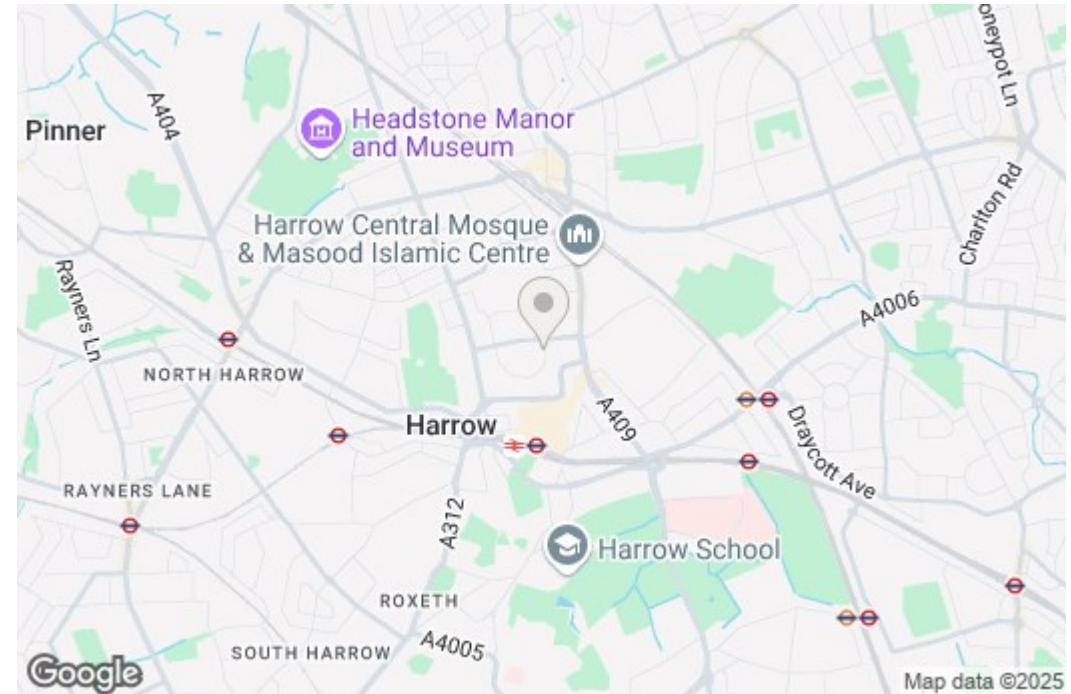 oneypot Ln
A404
Pinner
Headstone Manor
and Museum
Charlton Rd
Harrow Central Mosque
& Masood Islamic Centre
Rayners Ln
A4006
NORTH HARROW
Harrow
A409
Draycott Ave
RAYNERS LANE
A312
Harrow School
ROXETH
A4005
SOUTH HARROW
Google
Map data ©2025